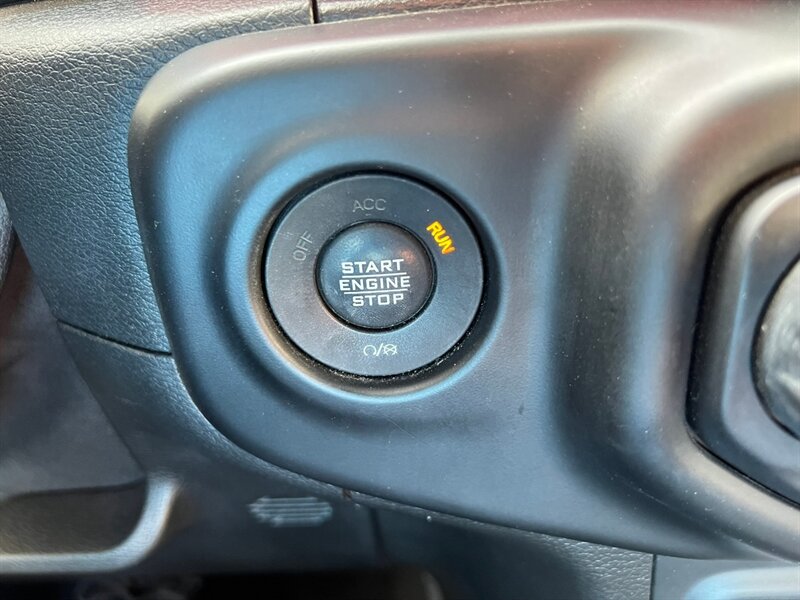 ACC
OFF
RUN
START
ENGINE
STOP